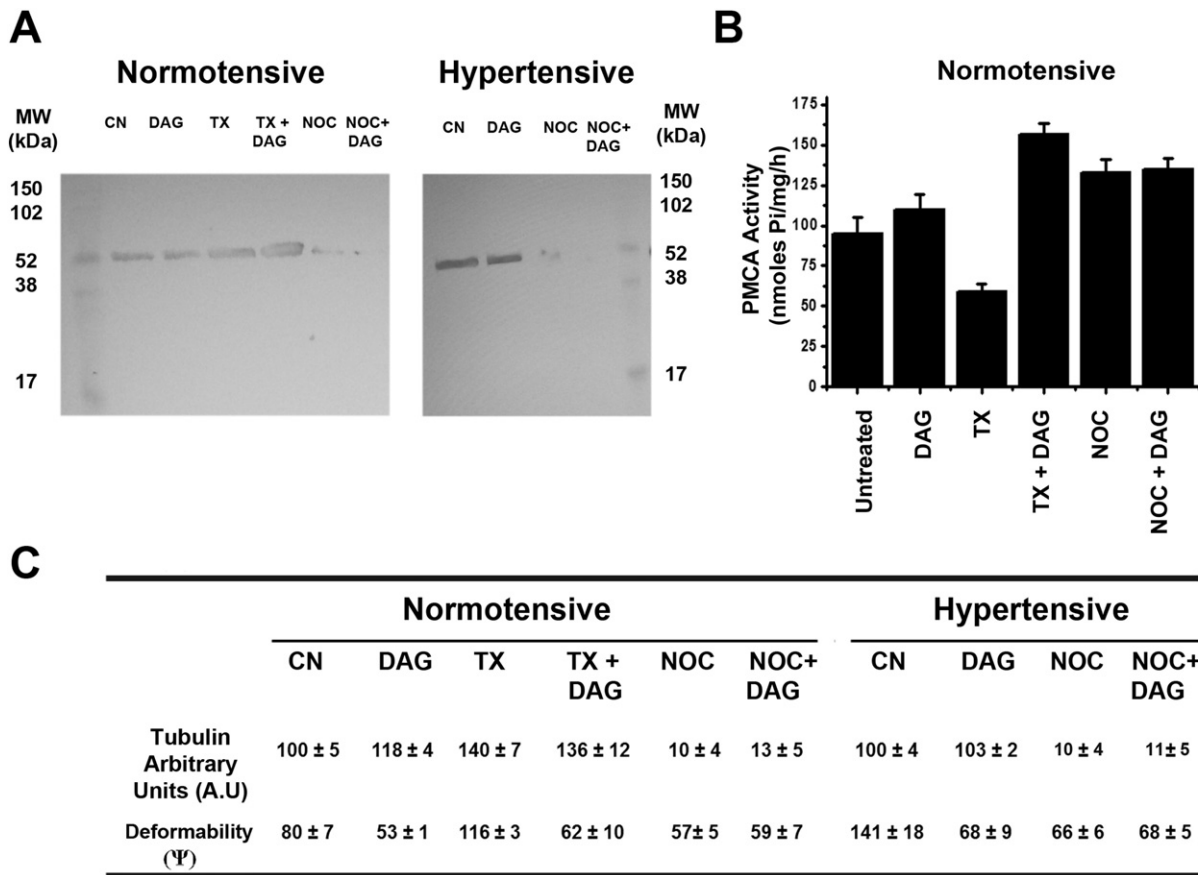 A
Normotensive
Hypertensive
MW
(kDa)
CN DAG TX TX + DAG NOC NOC+ DAG
CN DAG NOC NOC+ DAG
MW
(kDa)
150
102
52
38
17
150
102
52
38
17
B
Normotensive
PMCA Activity
(nmoles Pi/mg/h)
175
150
125
100
75
50
25
0
Untreated
DAG
TX
TX + DAG
NOC
NOC + DAG
C
Normotensive Hypertensive
CN DAG TX TX + NOC NOC+ CN DAG NOC NOC+
DAG DAG DAG
Tubulin
Arbitrary 100 ± 5 118 ± 4 140 ± 7 136 ± 12 10 ± 4 13 ± 5 100 ± 4 103 ± 2 10 ± 4 11± 5
Units (A.U)
Deformability 80 ± 7 53 ± 1 116 ± 3 62 ± 10 57± 5 59 ± 7 141 ± 18 68 ± 9 66 ± 6 68 ± 5
(Ψ)